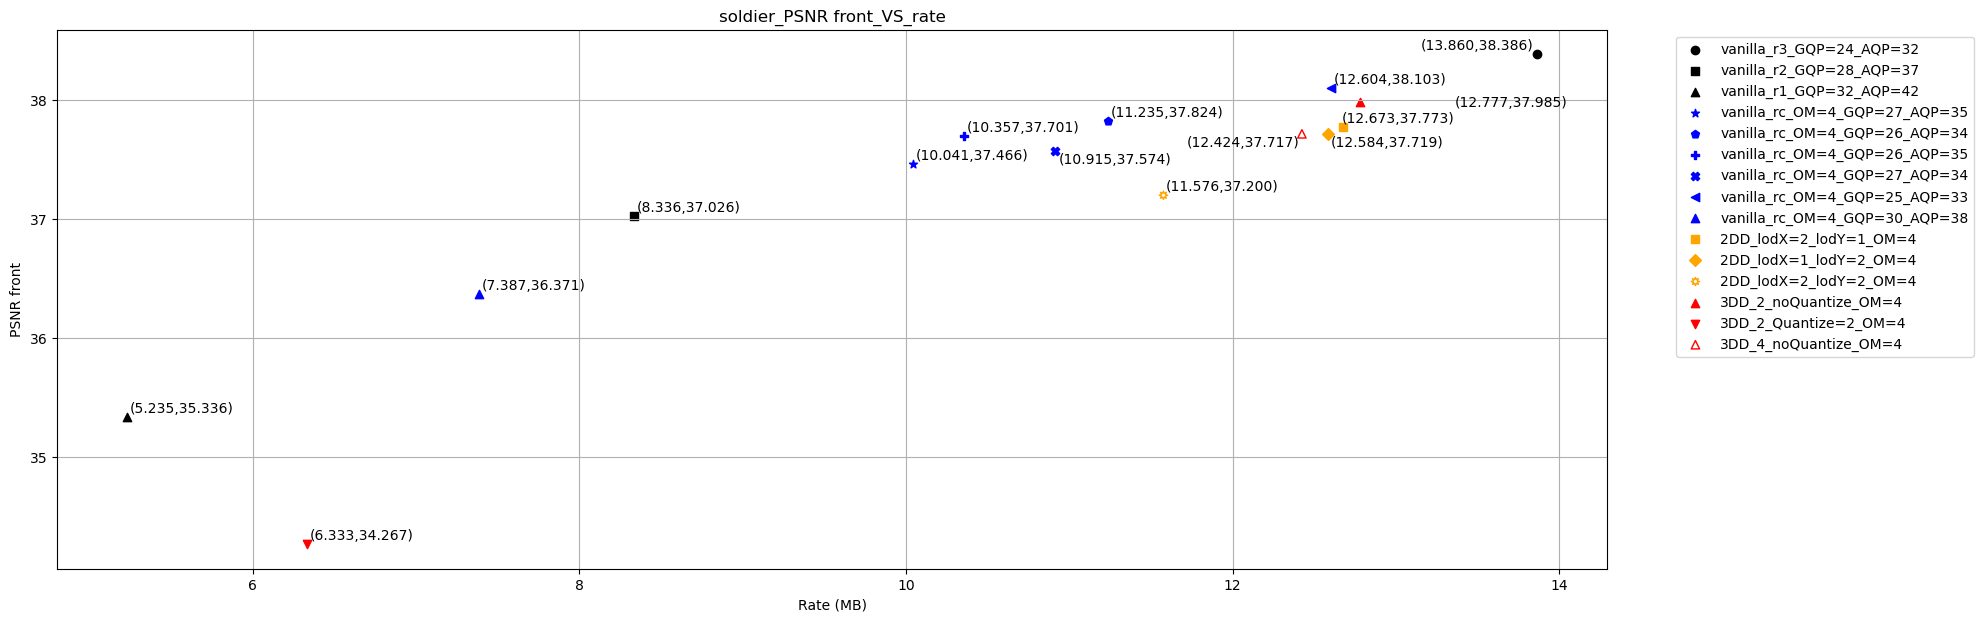 soldier_PSNR front_VS_rate
(13.860,38.386)
(12.604,38.103)
(12.777,37.985)
(11.235,37.824)
(12.673,37.773)
(10.357,37.701)
(12.424,37.717)
(12.584,37.719)
(10.041,37.466)
(10.915,37.574)
(11.576,37.200)
(8.336,37.026)
(7.387,36.371)
(5.235,35.336)
(6.333,34.267)
38
37
36
35
PSNR front
6
8
10
12
14
Rate (MB)
vanilla_r3_GQP=24_AQP=32
vanilla_r2_GQP=28_AQP=37
vanilla_r1_GQP=32_AQP=42
vanilla_rc_OM=4_GQP=27_AQP=35
vanilla_rc_OM=4_GQP=26_AQP=34
vanilla_rc_OM=4_GQP=26_AQP=35
vanilla_rc_OM=4_GQP=27_AQP=34
vanilla_rc_OM=4_GQP=25_AQP=33
vanilla_rc_OM=4_GQP=30_AQP=38
2DD_lodX=2_lodY=1_OM=4
2DD_lodX=1_lodY=2_OM=4
2DD_lodX=2_lodY=2_OM=4
3DD_2_noQuantize_OM=4
3DD_2_Quantize=2_OM=4
3DD_4_noQuantize_OM=4